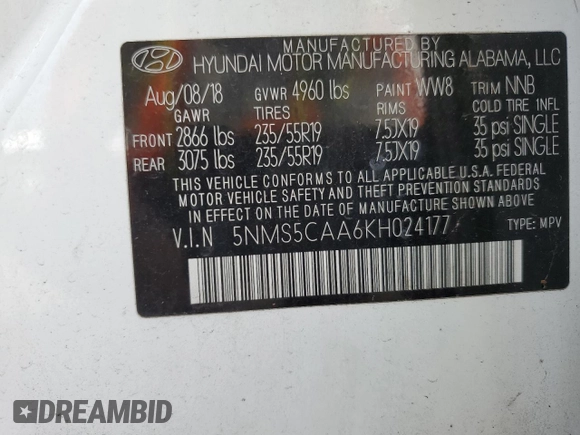 MANUFACTURED BY
HYUNDAI MOTOR MANUFACTURING ALABAMA, LLC
Aug/08/18 GVWR 4960 lbs PAINT WW8 TRIM NNB
GAWR TIRES RIMS COLD TIRE INFL
FRONT 2866 lbs 235/55R19 7.5JX19 35 psi SINGLE
REAR 3075 lbs 235/55R19 7.5JX19 35 psi SINGLE
THIS VEHICLE CONFORMS TO ALL APPLICABLE U.S.A. FEDERAL
MOTOR VEHICLE SAFETY AND THEFT PREVENTION STANDARDS
IN EFFECT ON THE DATE OF MANUFACTURE SHOWN ABOVE.
V.I.N 5NMS5CAA6KH024177 TYPE: MPV
DREAMBID